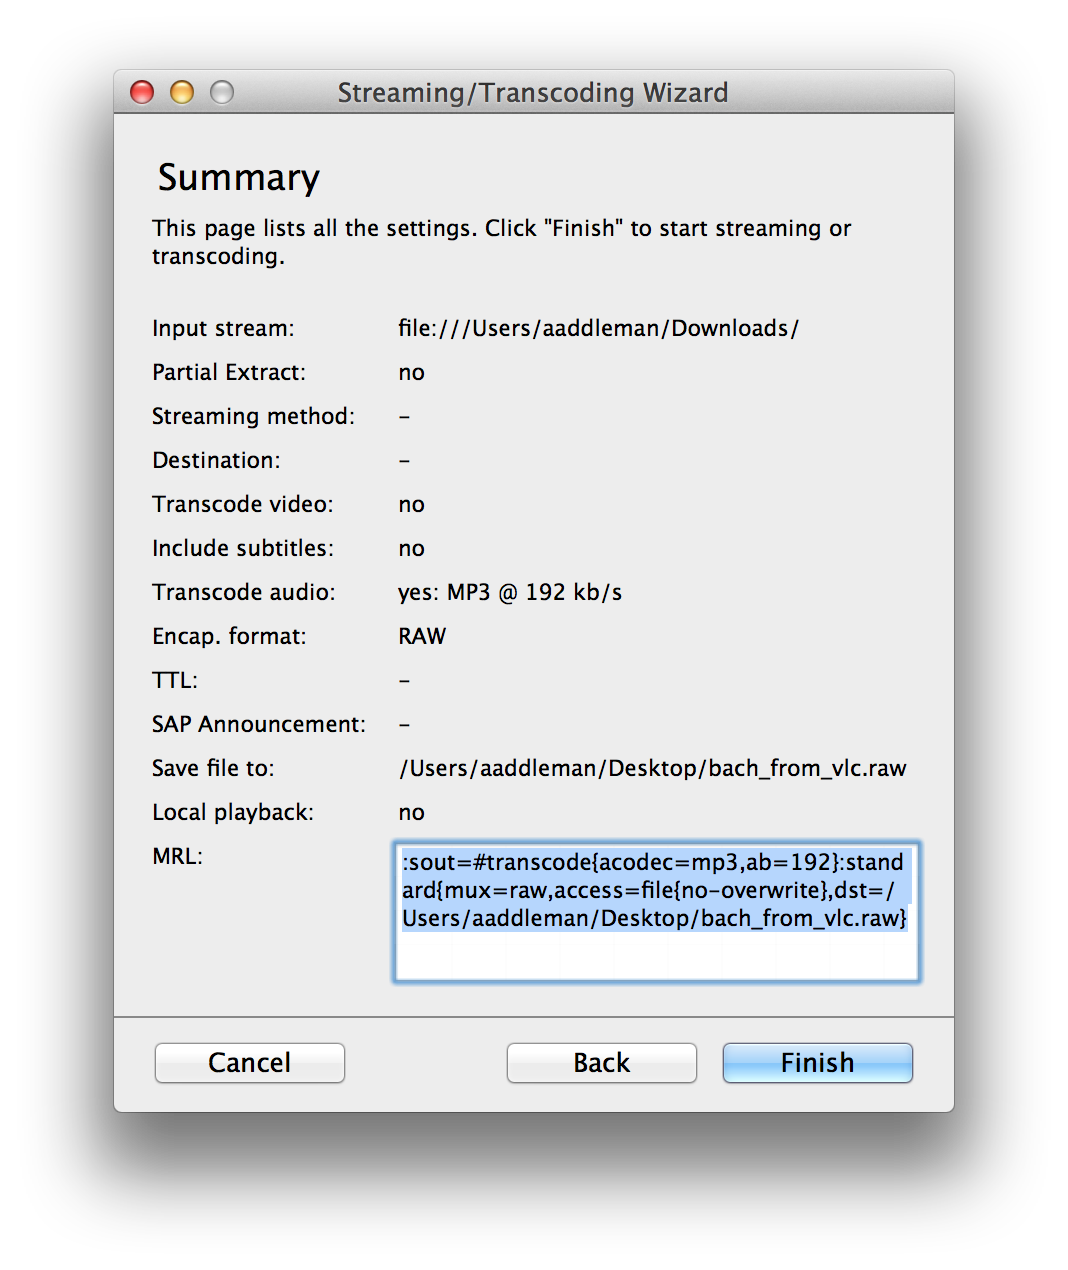 Streaming/Transcoding Wizard
Summary
This page lists all the settings. Click "Finish" to start streaming or
transcoding.
Input stream: file:///Users/aaddleman/Downloads/
Partial Extract: no
Streaming method: –
Destination: –
Transcode video: no
Include subtitles: no
Transcode audio: yes: MP3 @ 192 kb/s
Encap. format: RAW
TTL: –
SAP Announcement: –
Save file to: /Users/aaddleman/Desktop/bach_from_vlc.raw
Local playback: no
MRL: :sout=#transcode{acodec=mp3,ab=192}:stand
ard{mux=raw,access=file{no-overwrite},dst=/
Users/aaddleman/Desktop/bach_from_vlc.raw}
Cancel Back Finish